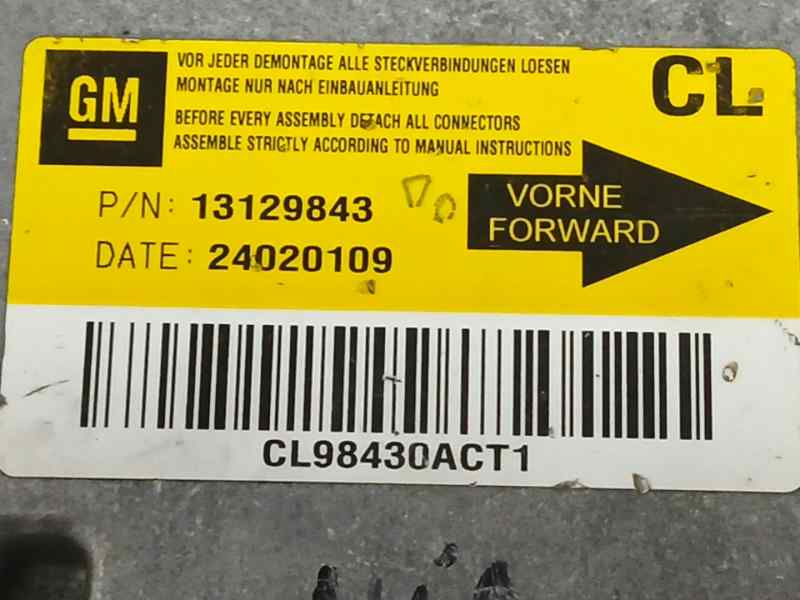 GM
VOR JEDER DEMONTAGE ALLE STECKVERBINDUNGEN LOESEN
MONTAGE NUR NACH EINBAUANLEITUNG
BEFORE EVERY ASSEMBLY DETACH ALL CONNECTORS
ASSEMBLE STRICTLY ACCORDING TO MANUAL INSTRUCTIONS
CL
P/N: 13129843
DATE: 24020109
VORNE
FORWARD
CL98430ACT1